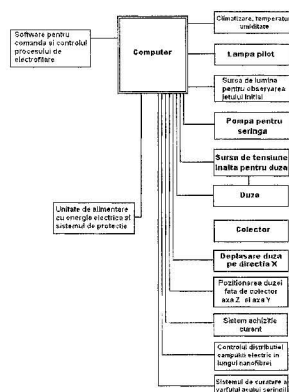 Software pentru
comanda si controlul
procesului de
electrofilare
Computer
Unitate de alimentare
cu energie electrica si
sistemul de protectie
Climatizare, temperatura
umiditate
Lampa pilot
Sursa de lumina
pentru observarea
jetului initial
Pompa pentru
seringa
Sursa de tensiune
inalta pentru duza
Duza
Colector
Deplasare duza
pe directia X
Pozitionarea duzei
fata de colector
axa Z si axa Y
Sistem achizitie
curent
Controlul distributiei
campului electric in
lungul nanofibrei
Sistemul de curatare a
varfului acului seringii